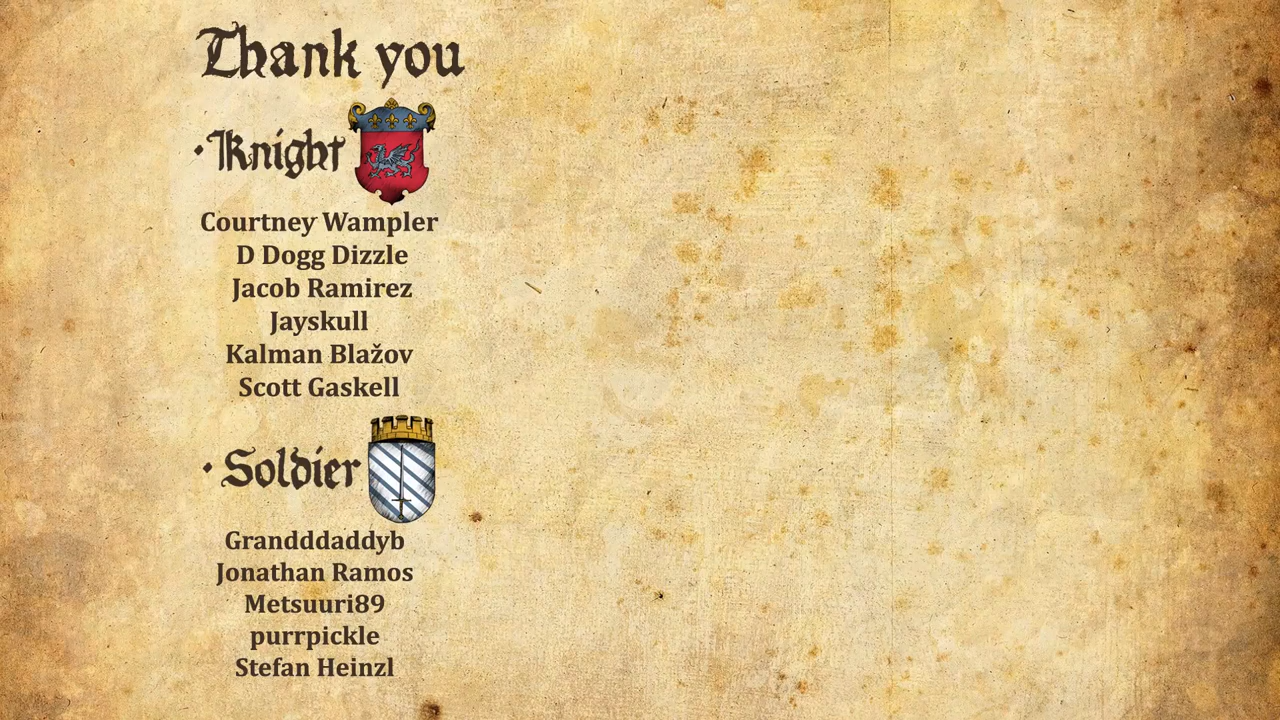 Thank you
· Knight
Courtney Wampler
D Dogg Dizzle
Jacob Ramirez
Jayskull
Kalman Blažov
Scott Gaskell
· Soldier
Grandddaddyb
Jonathan Ramos
Metsuuri89
purrpickle
Stefan Heinzl